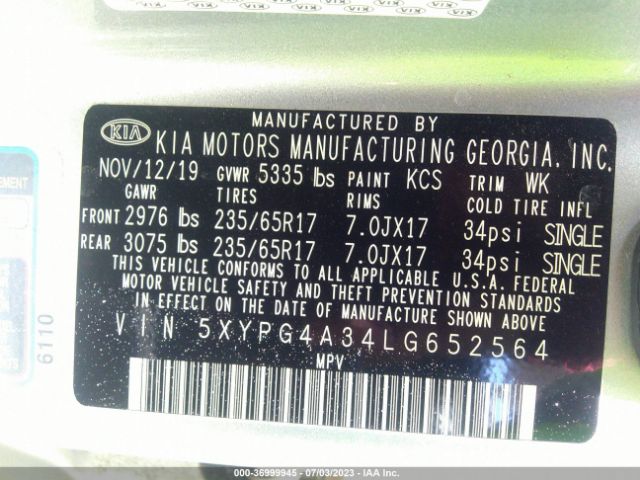 KIA
MANUFACTURED BY
KIA MOTORS MANUFACTURING GEORGIA, INC.
NOV/12/19 GVWR 5335 lbs PAINT KCS TRIM WK
GAWR TIRES RIMS COLD TIRE INFL
FRONT 2976 lbs 235/65R17 7.0JX17 34psi SINGLE
REAR 3075 lbs 235/65R17 7.0JX17 34psi SINGLE
THIS VEHICLE CONFORMS TO ALL APPLICABLE U.S.A. FEDERAL
MOTOR VEHICLE SAFETY AND THEFT PREVENTION STANDARDS
IN EFFECT ON THE DATE OF MANUFACTURE SHOWN ABOVE.
VIN 5XYPG4A34LG652564
MPV
6110
000-36999945 - 07/03/2023 - IAA Inc.